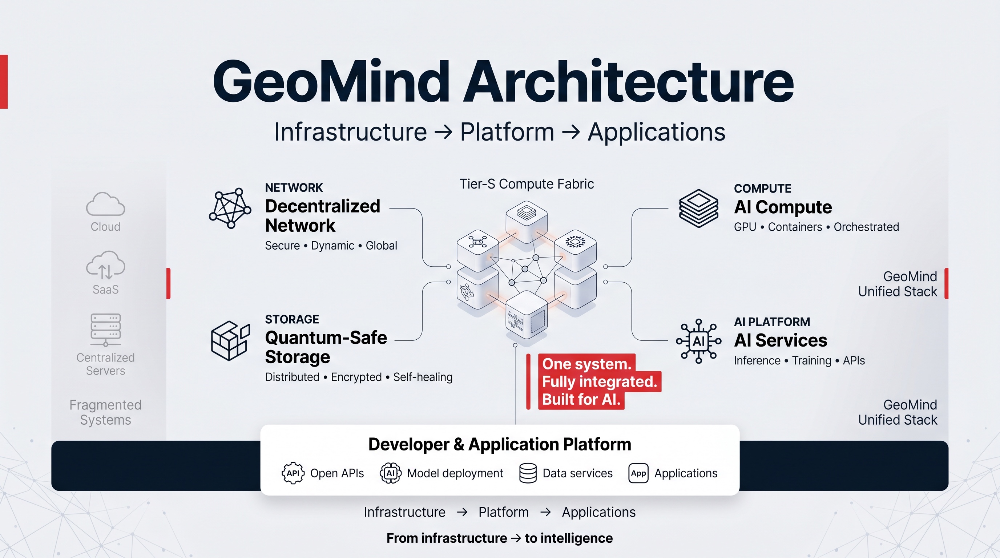 GeoMind Architecture
Infrastructure → Platform → Applications
Cloud
SaaS
Centralized
Servers
Fragmented
Systems
NETWORK
Decentralized
Network
Secure • Dynamic • Global
STORAGE
Quantum-Safe
Storage
Distributed • Encrypted • Self-healing
Tier-S Compute Fabric
One system.
Fully integrated.
Built for AI.
COMPUTE
AI Compute
GPU • Containers • Orchestrated
GeoMind
Unified Stack
AI
AI PLATFORM
AI Services
Inference • Training • APIs
GeoMind
Unified Stack
Developer & Application Platform
API Open APIs AI Model deployment Data services App Applications
Infrastructure → Platform → Applications
From infrastructure → to intelligence